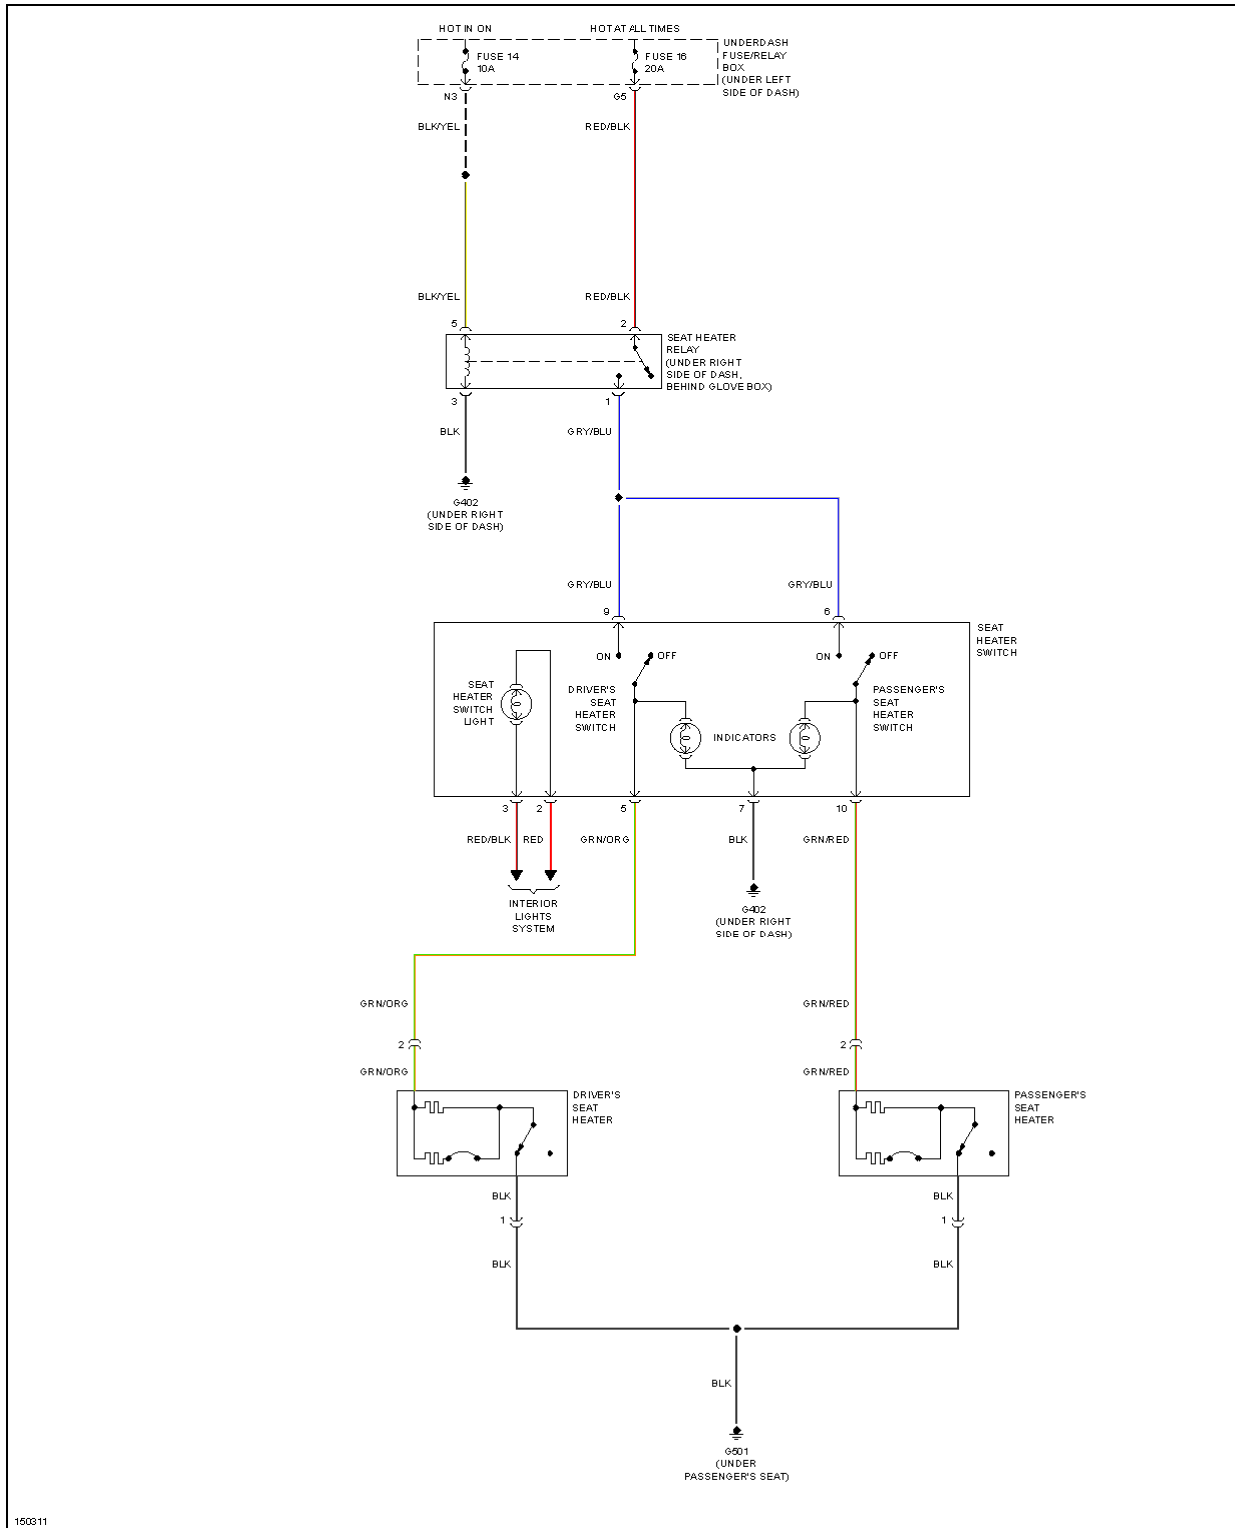 HOT IN ON
HOT AT ALL TIMES
FUSE 14
10A
FUSE 16
20A
UNDERDASH
FUSE/RELAY
BOX
(UNDER LEFT
SIDE OF DASH)
N3
G5
BLK/YEL
RED/BLK
BLK/YEL
RED/BLK
5
2
SEAT HEATER
RELAY
(UNDER RIGHT
SIDE OF DASH,
BEHIND GLOVE BOX)
3
1
BLK
GRY/BLU
G402
(UNDER RIGHT
SIDE OF DASH)
GRY/BLU
GRY/BLU
9
6
SEAT
HEATER
SWITCH
ON
OFF
ON
OFF
SEAT
HEATER
SWITCH
LIGHT
DRIVER'S
SEAT
HEATER
SWITCH
PASSENGER'S
SEAT
HEATER
SWITCH
INDICATORS
3
2
5
7
10
RED/BLK
RED
GRN/ORG
BLK
GRN/RED
INTERIOR
LIGHTS
SYSTEM
G402
(UNDER RIGHT
SIDE OF DASH)
GRN/ORG
GRN/RED
2
2
GRN/ORG
GRN/RED
DRIVER'S
SEAT
HEATER
PASSENGER'S
SEAT
HEATER
BLK
BLK
1
1
BLK
BLK
BLK
G501
(UNDER
PASSENGER'S SEAT)
150311